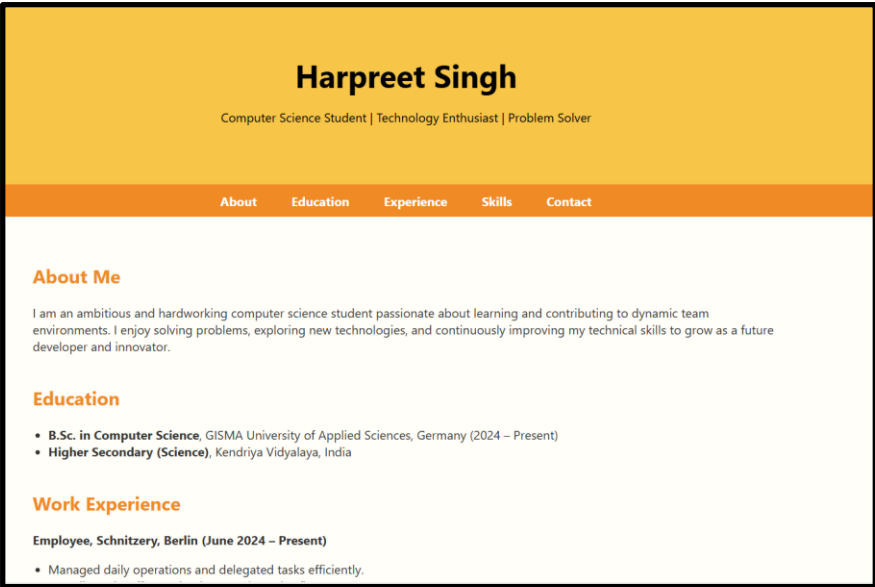 Harpreet Singh
Computer Science Student | Technology Enthusiast | Problem Solver
About Education Experience Skills Contact
About Me
I am an ambitious and hardworking computer science student passionate about learning and contributing to dynamic team
environments. I enjoy solving problems, exploring new technologies, and continuously improving my technical skills to grow as a future
developer and innovator.
Education
• B.Sc. in Computer Science, GISMA University of Applied Sciences, Germany (2024 – Present)
• Higher Secondary (Science), Kendriya Vidyalaya, India
Work Experience
Employee, Schnitzery, Berlin (June 2024 – Present)
• Managed daily operations and delegated tasks efficiently.